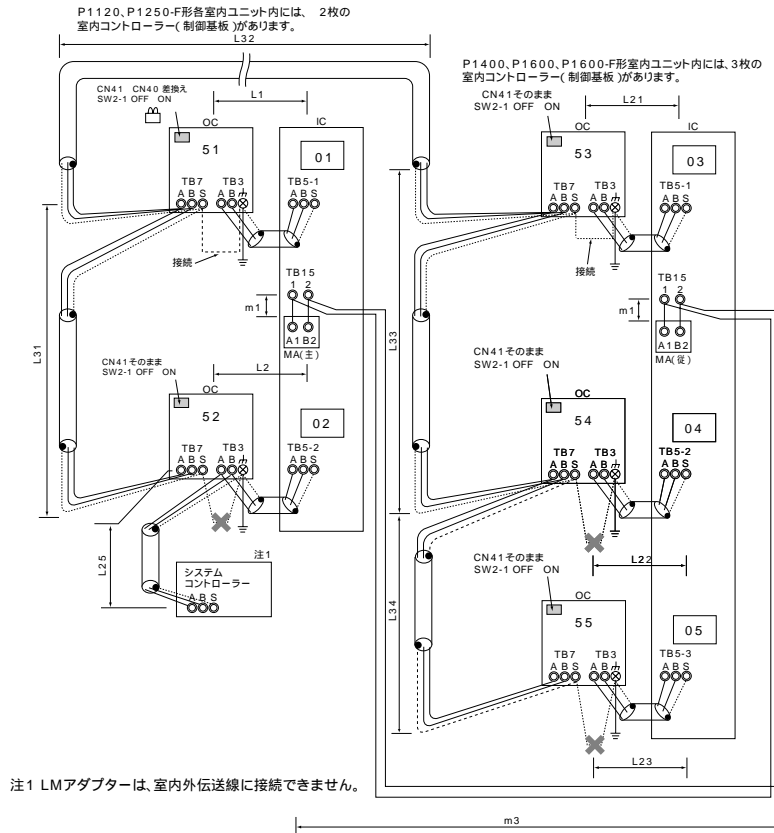 P1120、P1250-F形各室内ユニット内には、 2枚の
室内コントローラー(制御基板)があります。
L32
P1400、P1600、P1600-F形室内ユニット内には、3枚の
室内コントローラー(制御基板)があります。
CN41 CN40 差換え
SW2-1 OFF ON
L1
OC
IC
51
01
TB7
A B S
TB3
A B
TB5-1
A B S
接続
TB15
1 2
m1
A1 B2
MA(主)
L31
CN41そのまま
SW2-1 OFF ON
L2
OC
52
02
TB7
A B S
TB3
A B
TB5-2
A B S
L25
注1
システム
コントローラー
A B S
CN41そのまま
SW2-1 OFF ON
L21
OC
IC
53
03
TB7
A B S
TB3
A B
TB5-1
A B S
接続
TB15
1 2
m1
A1 B2
MA(従)
L33
CN41そのまま
SW2-1 OFF ON
OC
54
04
TB7
A B S
TB3
A B
TB5-2
A B S
L22
L34
CN41そのまま
SW2-1 OFF ON
OC
55
05
TB7
A B S
TB3
A B
TB5-3
A B S
L23
注1 LMアダプターは、室内外伝送線に接続できません。
m3